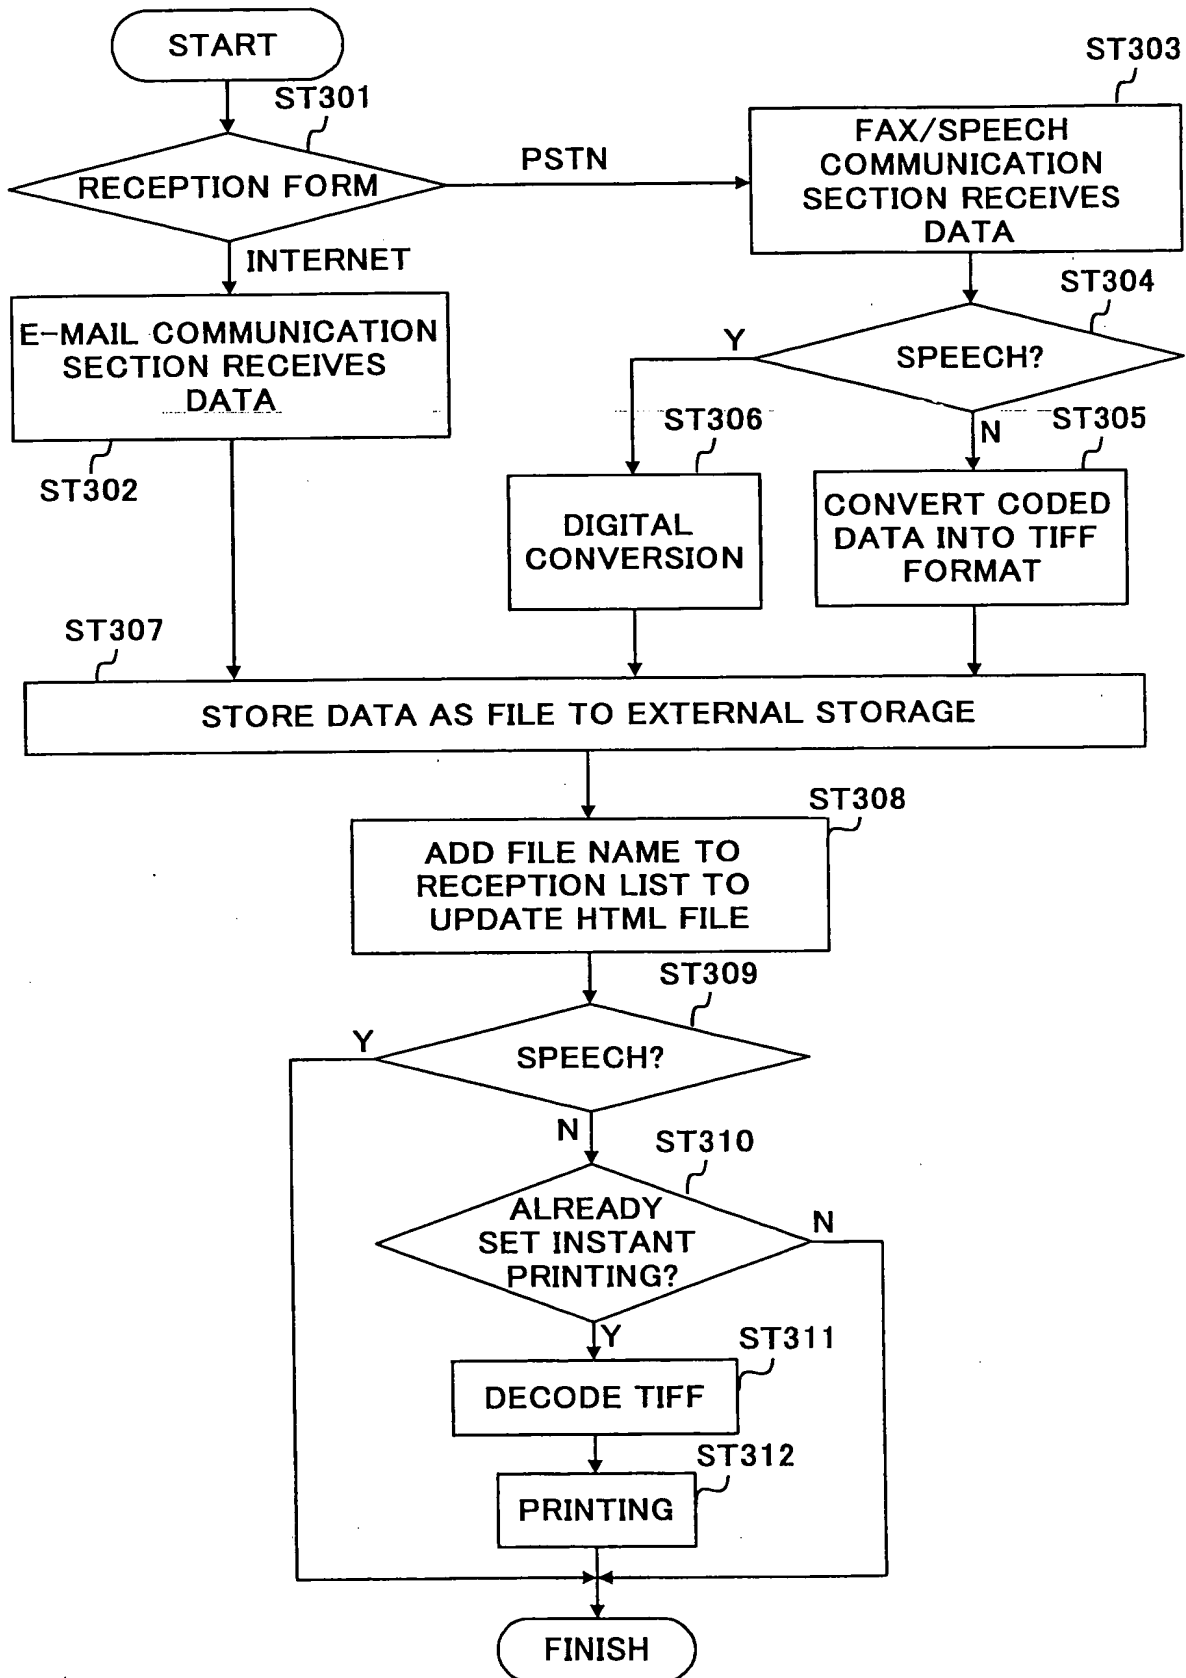 START
ST301
RECEPTION FORM
PSTN
ST303
FAX/SPEECH
COMMUNICATION
SECTION RECEIVES
DATA
INTERNET
E-MAIL COMMUNICATION
SECTION RECEIVES
DATA
ST302
ST304
SPEECH?
Y
N
ST306
DIGITAL
CONVERSION
ST305
CONVERT CODED
DATA INTO TIFF
FORMAT
ST307
STORE DATA AS FILE TO EXTERNAL STORAGE
ST308
ADD FILE NAME TO
RECEPTION LIST TO
UPDATE HTML FILE
ST309
SPEECH?
Y
N
ST310
ALREADY
SET INSTANT
PRINTING?
N
Y
ST311
DECODE TIFF
ST312
PRINTING
FINISH